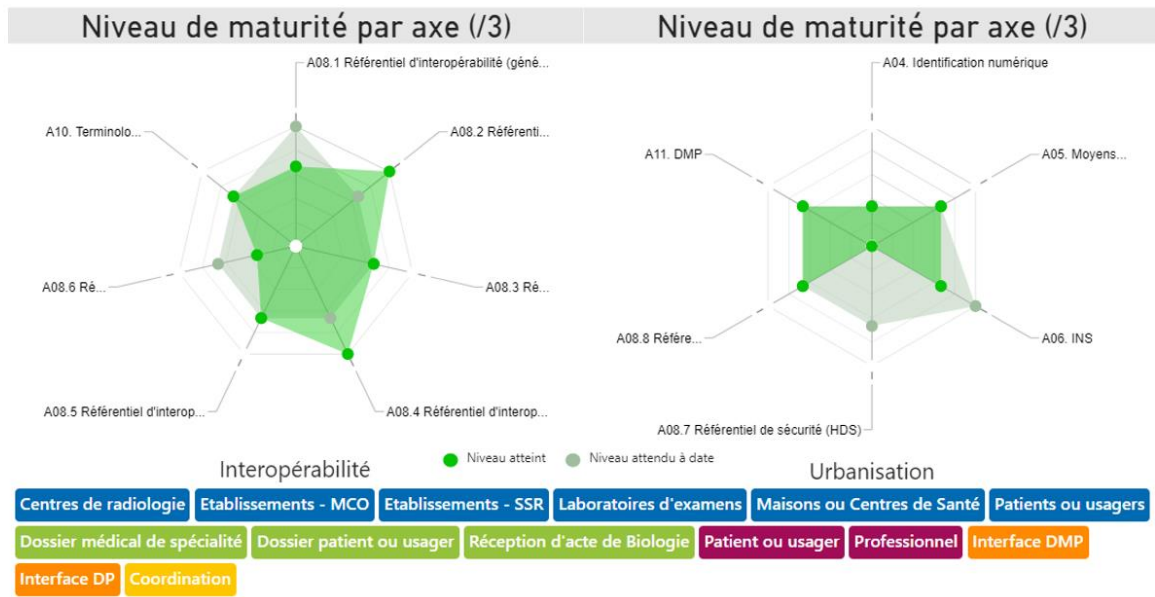 Niveau de maturité par axe (/3)
Niveau de maturité par axe (/3)
A08.1 Référentiel d'interopérabilité (géné...
A10. Terminolo...
A08.2 Référenti...
A08.6 Ré...
A08.3 Ré...
A08.5 Référentiel d'interop...
A08.4 Référentiel d'interop...
A04. Identification numérique
A11. DMP
A05. Moyens...
A08.8 Référe...
A06. INS
A08.7 Référentiel de sécurité (HDS)
Interopérabilité
Niveau atteint
Niveau attendu à date
Urbanisation
Centres de radiologie Etablissements - MCO Etablissements - SSR Laboratoires d'examens Maisons ou Centres de Santé Patients ou usagers
Dossier médical de spécialité Dossier patient ou usager Réception d'acte de Biologie Patient ou usager Professionnel Interface DMP
Interface DP Coordination